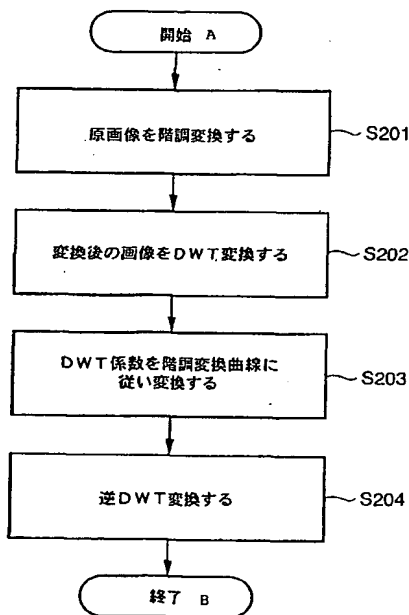 開始 A
原画像を階調変換する
S201
変換後の画像をDWT変換する
S202
DWT係数を階調変換曲線に
従い変換する
S203
逆DWT変換する
S204
終了 B